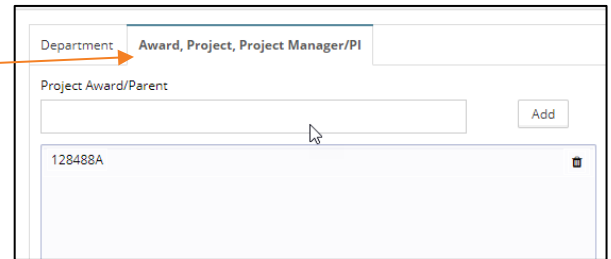 Department Award, Project, Project Manager/PI
Project Award/Parent
Add
128488A